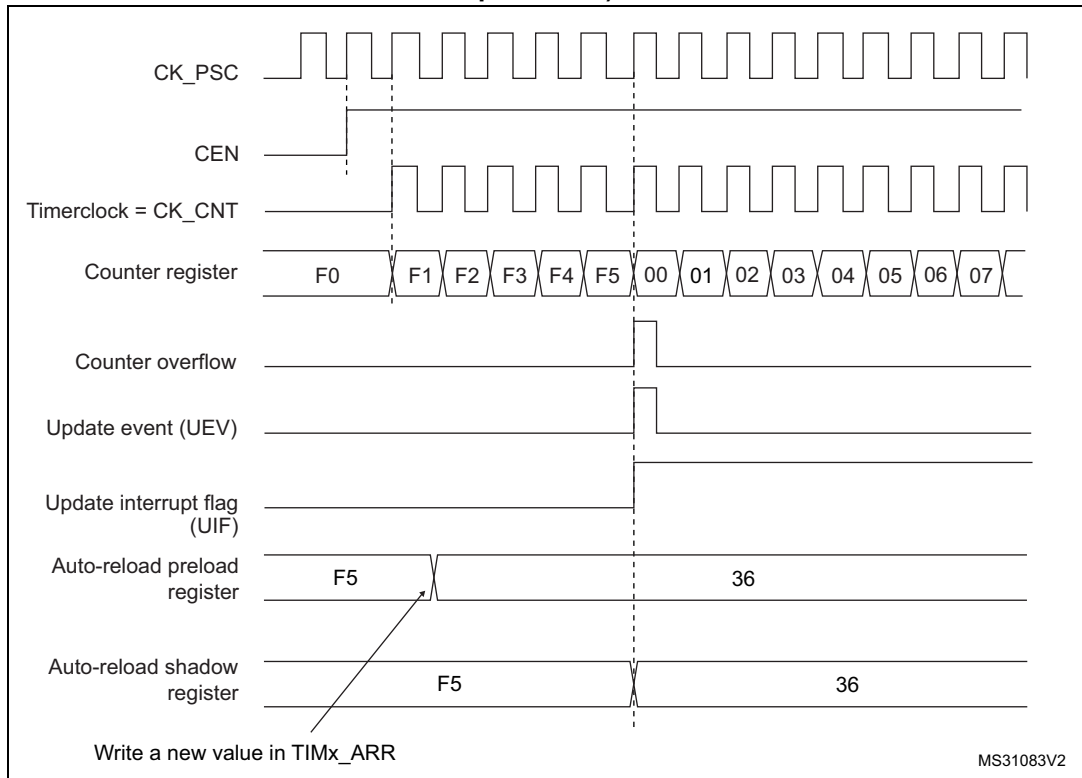 CK_PSC
CEN
Timerclock = CK_CNT
Counter register
F0 F1 F2 F3 F4 F5 00 01 02 03 04 05 06 07
Counter overflow
Update event (UEV)
Update interrupt flag
(UIF)
Auto-reload preload
register
F5 36
Auto-reload shadow
register
F5 36
Write a new value in TIMx_ARR
MS31083V2